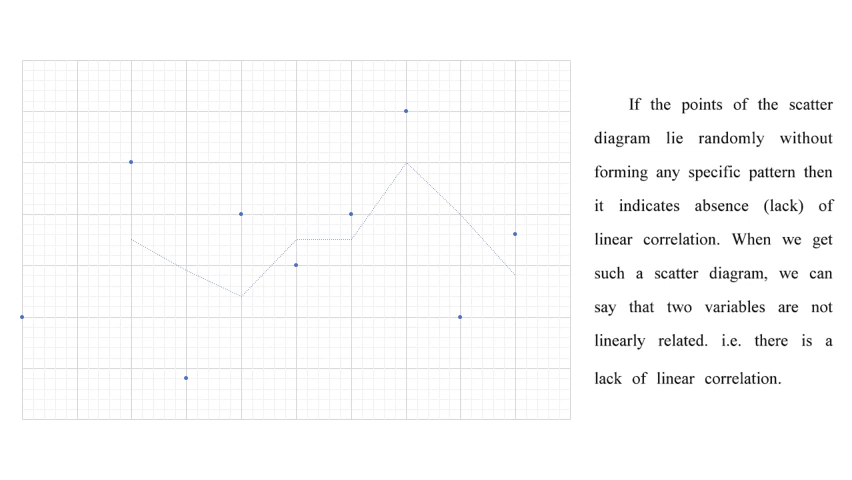 If the points of the scatter
diagram lie randomly without
forming any specific pattern then
it indicates absence (lack) of
linear correlation. When we get
such a scatter diagram, we can
say that two variables are not
linearly related. i.e. there is a
lack of linear correlation.